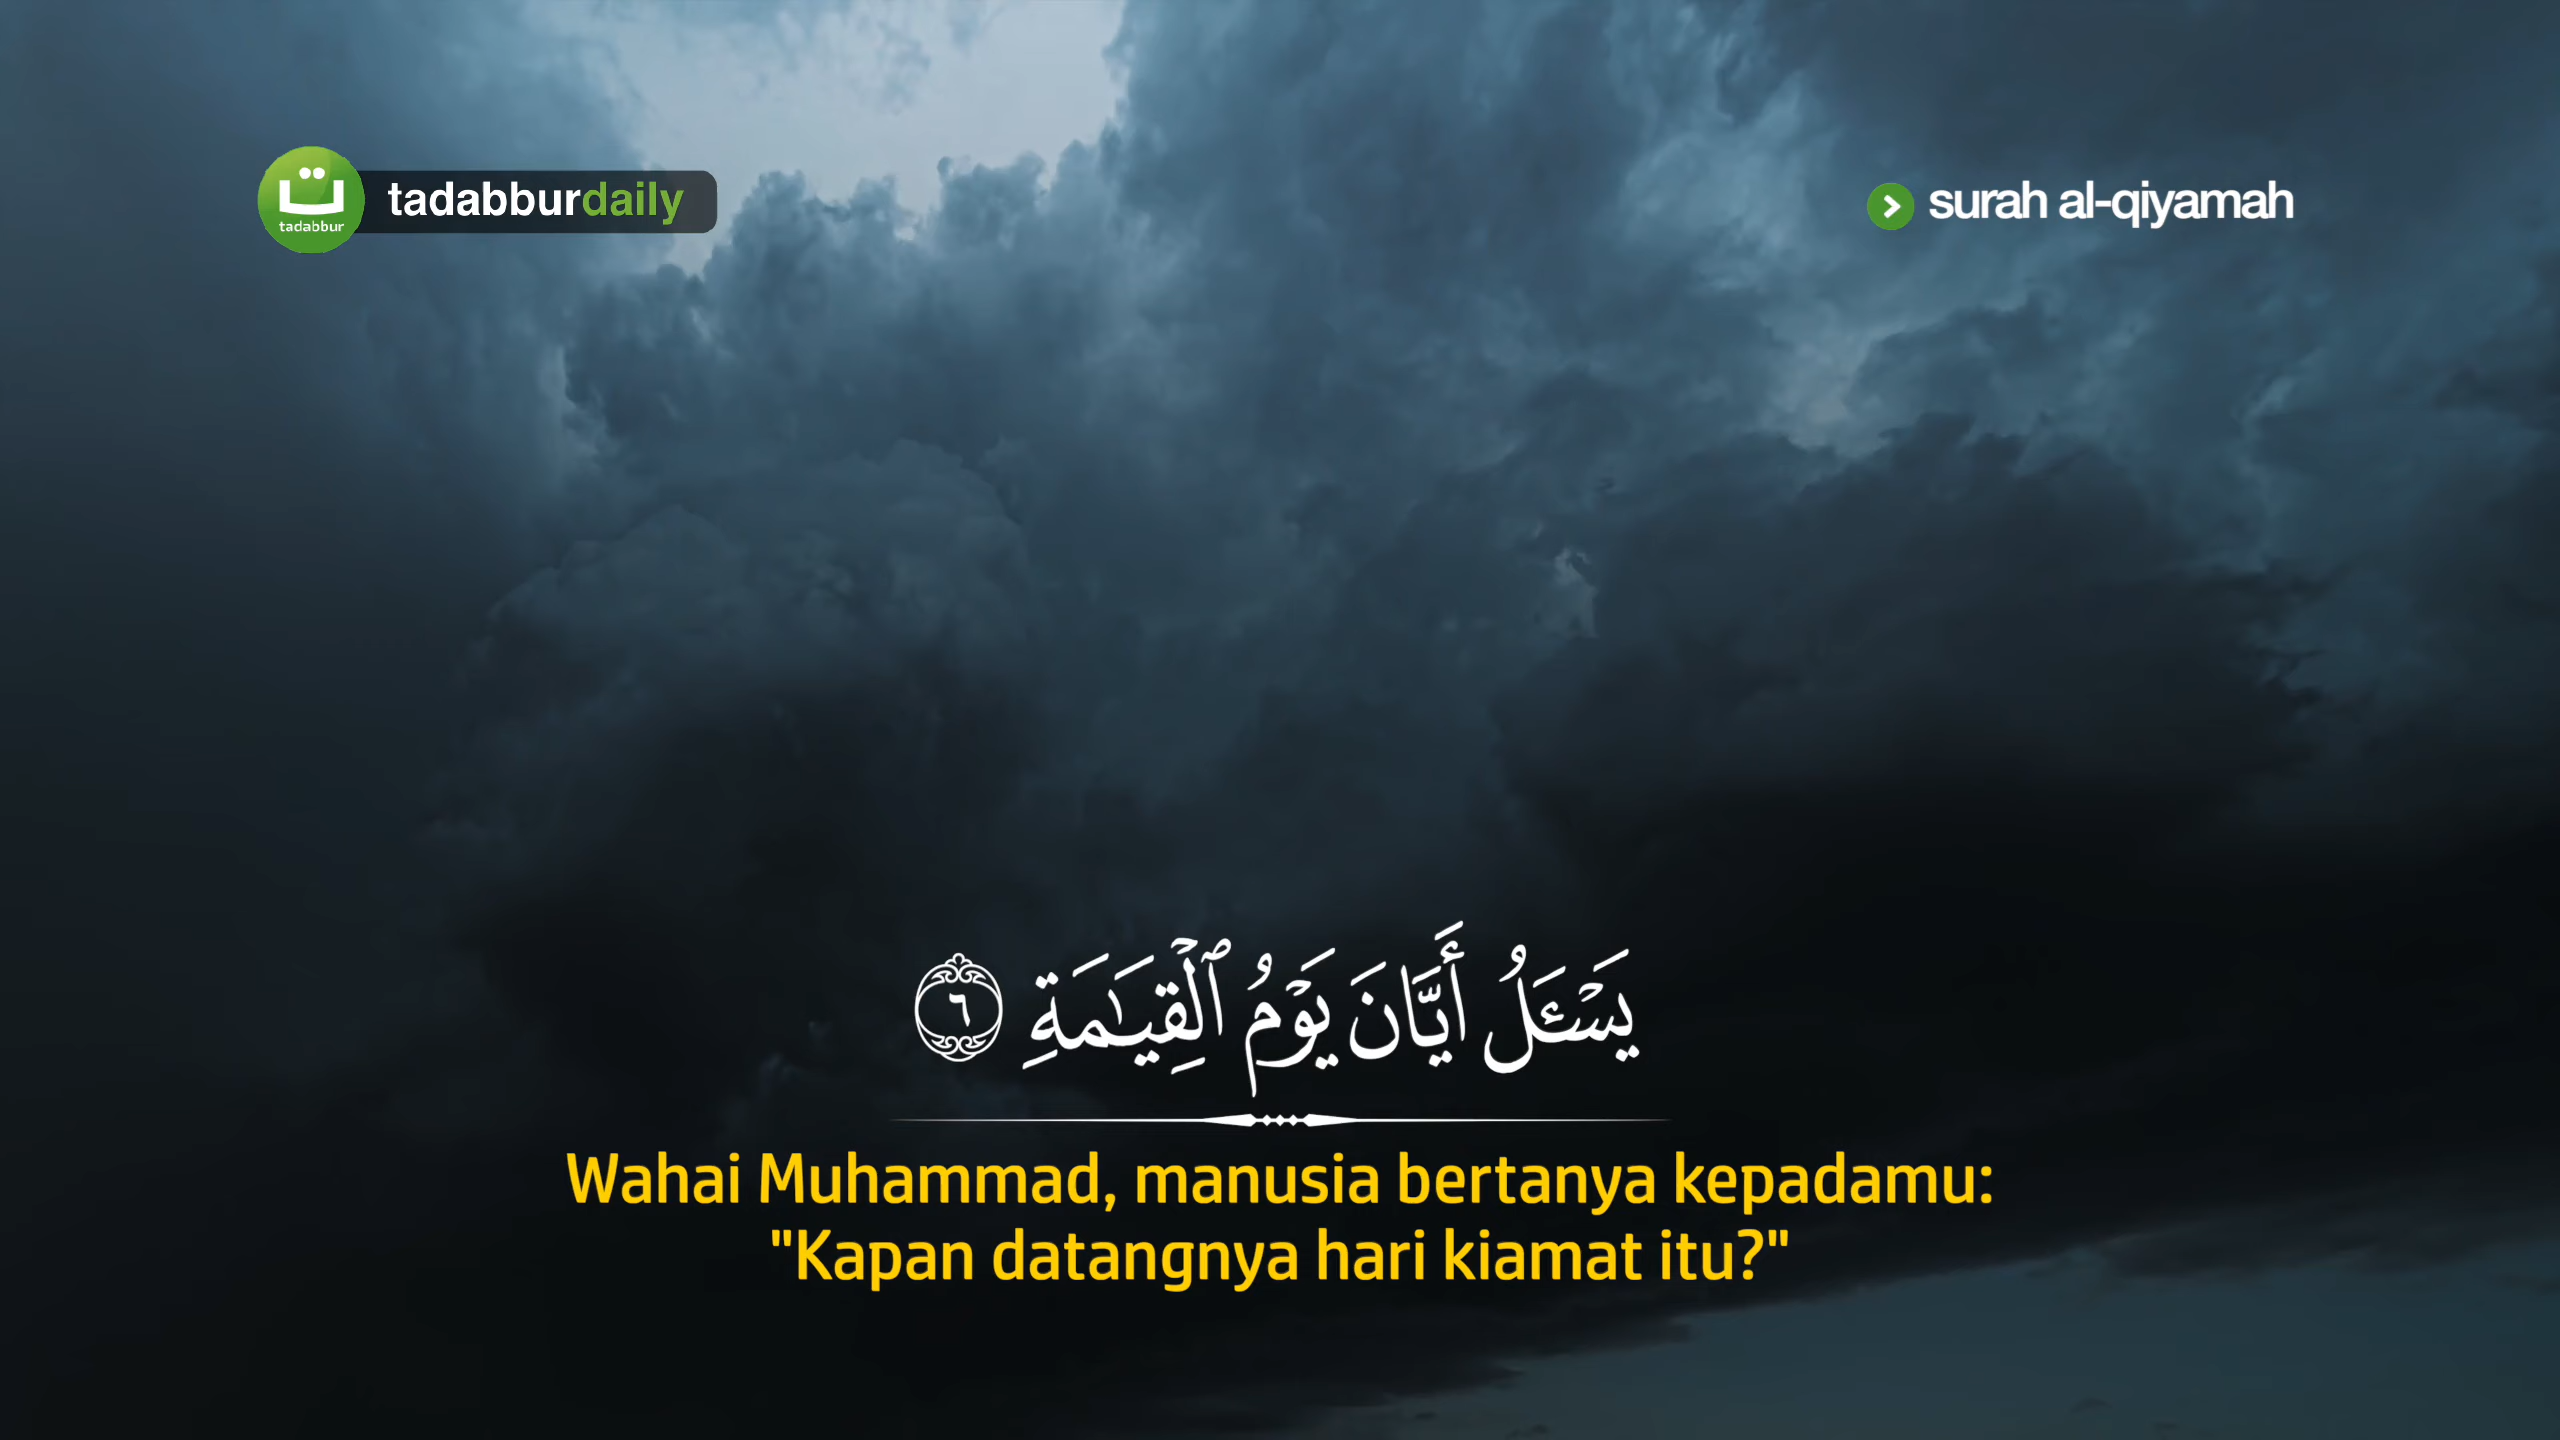 ت
tadabbur
tadabburdaily
surah al-qiyamah
يَسْـَٔلُ أَيَّانَ يَوْمُ ٱلْقِيَـٰمَةِ ٦
Wahai Muhammad, manusia bertanya kepadamu:
"Kapan datangnya hari kiamat itu?"